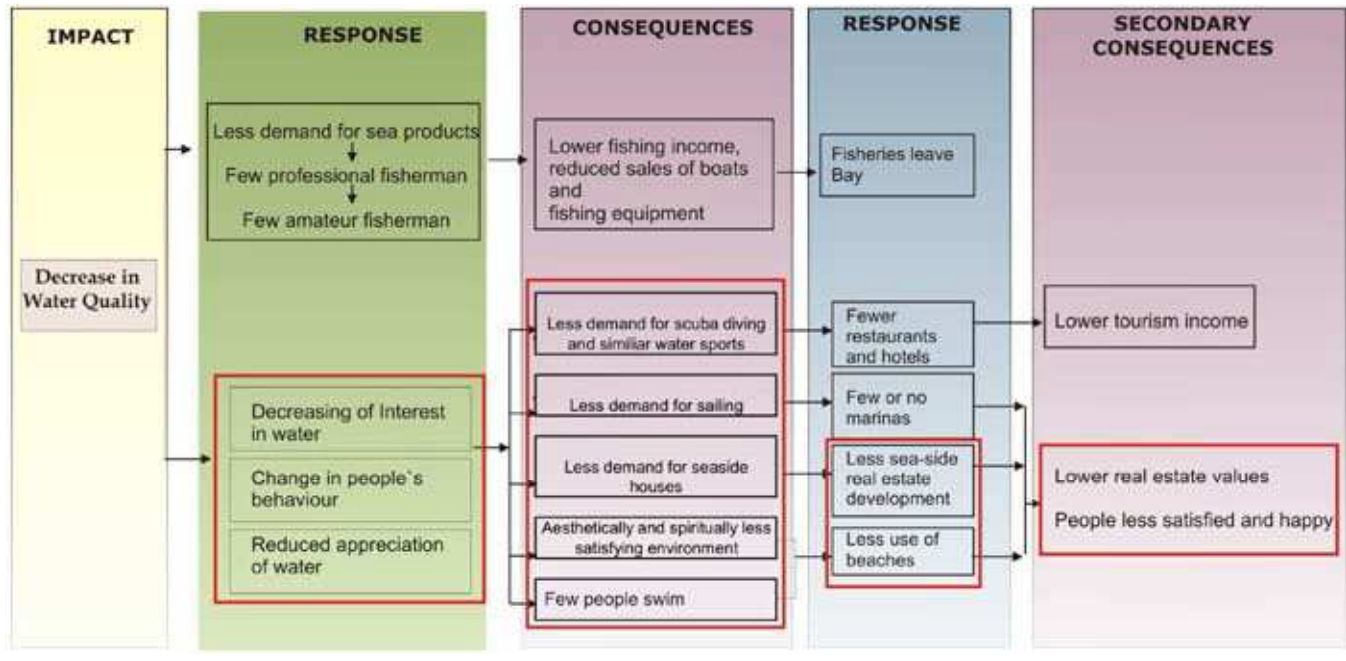 IMPACT
RESPONSE
CONSEQUENCES
RESPONSE
SECONDARY
CONSEQUENCES
Decrease in
Water Quality
Less demand for sea products
Few professional fisherman
Few amateur fisherman
Decreasing of Interest
in water
Change in people`s
behaviour
Reduced appreciation
of water
Lower fishing income,
reduced sales of boats
and
fishing equipment
Less demand for scuba diving
and similiar water sports
Less demand for sailing
Less demand for seaside
houses
Aesthetically and spiritually less
satisfying environment
Few people swim
Fisheries leave
Bay
Fewer
restaurants
and hotels
Few or no
marinas
Less sea-side
real estate
development
Less use of
beaches
Lower tourism income
Lower real estate values
People less satisfied and happy